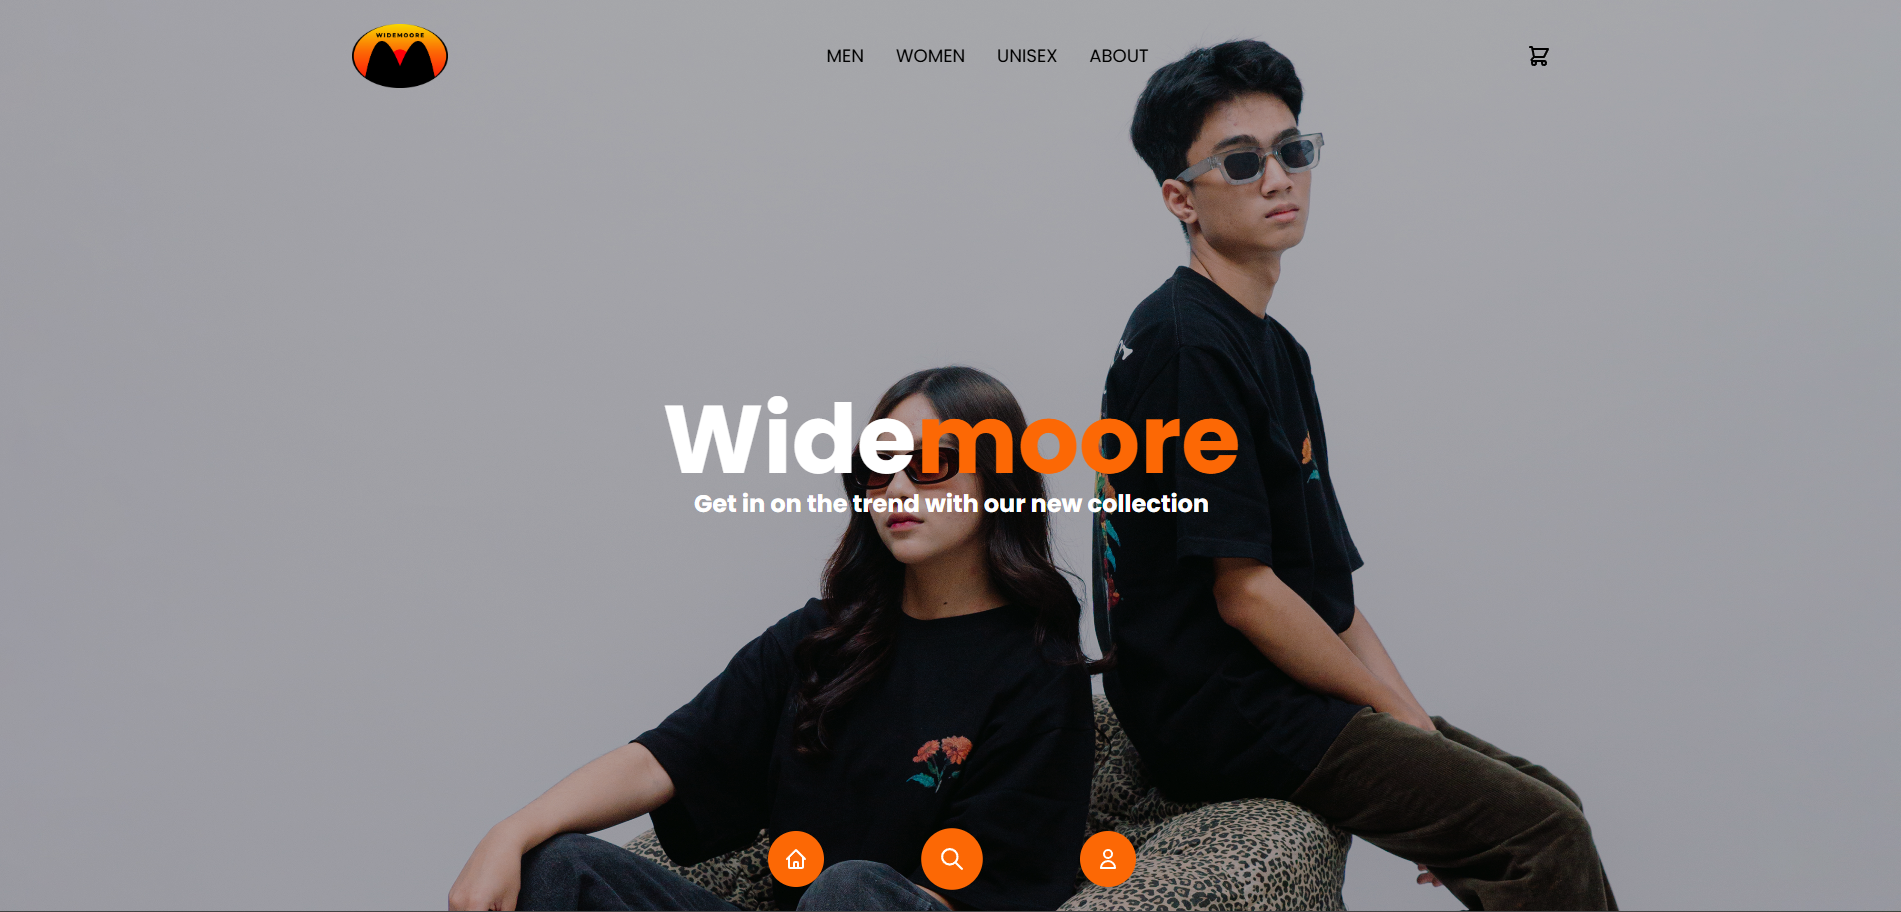 WIDEMOORE
MEN WOMEN UNISEX ABOUT
Widemoore
Get in on the trend with our new collection